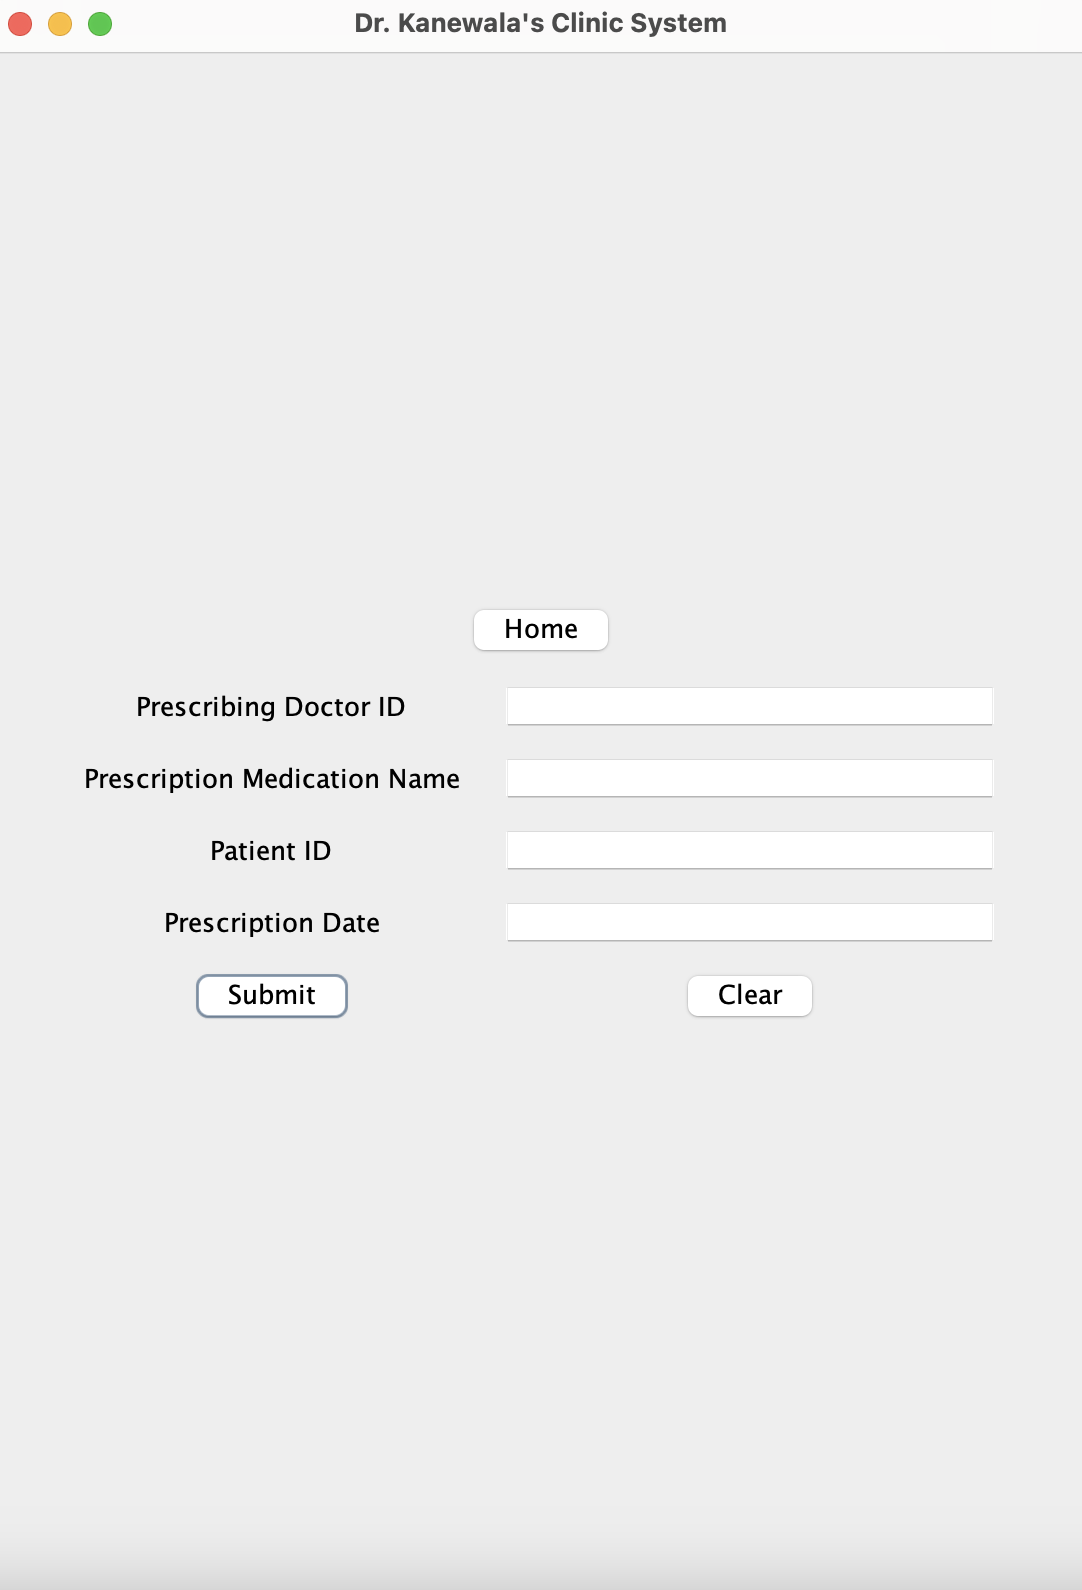 Dr. Kanewala's Clinic System
Home
Prescribing Doctor ID
Prescription Medication Name
Patient ID
Prescription Date
Submit Clear